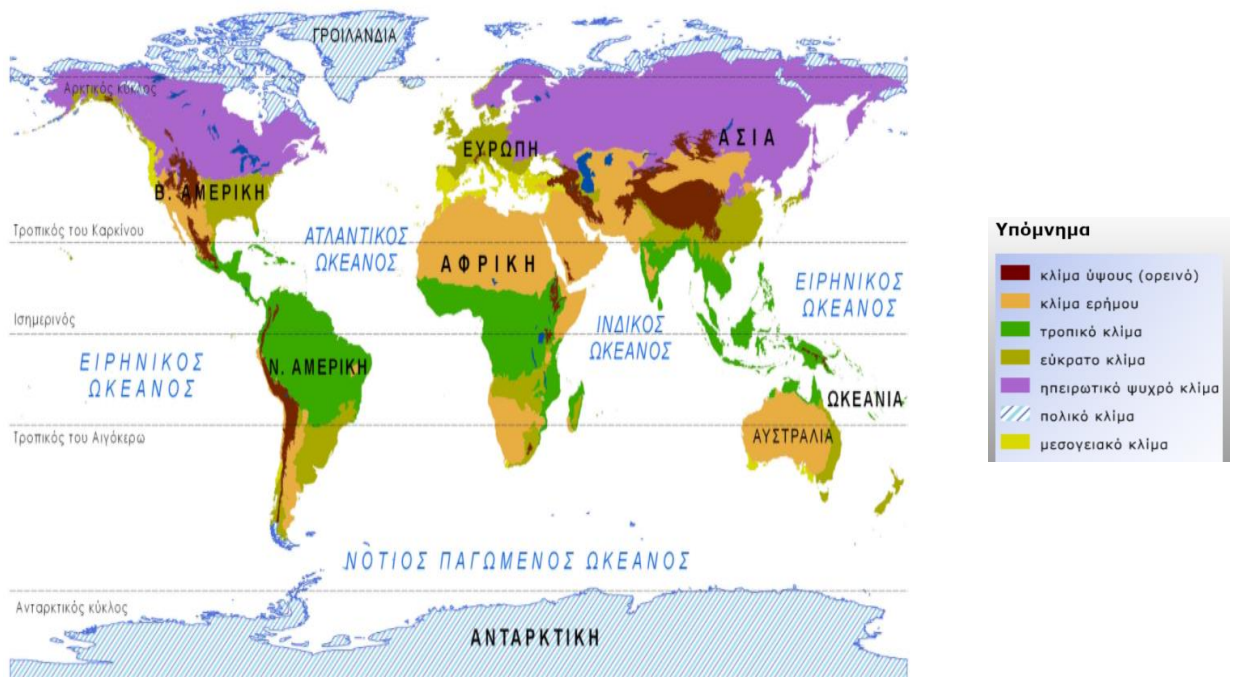 ΓΡΟΙΛΑΝΔΙΑ
Αρκτικός κύκλος
ΕΥΡΩΠΗ
ΑΣΙΑ
Β. ΑΜΕΡΙΚΗ
Τροπικός του Καρκίνου
ΑΤΛΑΝΤΙΚΟΣ
ΩΚΕΑΝΟΣ
ΑΦΡΙΚΗ
ΕΙΡΗΝΙΚΟΣ
ΩΚΕΑΝΟΣ
Ισημερινός
ΙΝΔΙΚΟΣ
ΩΚΕΑΝΟΣ
ΕΙΡΗΝΙΚΟΣ
ΩΚΕΑΝΟΣ
Ν. ΑΜΕΡΙΚΗ
ΩΚΕΑΝΙΑ
Τροπικός του Αιγόκερω
ΑΥΣΤΡΑΛΙΑ
ΝΟΤΙΟΣ ΠΑΓΩΜΕΝΟΣ ΩΚΕΑΝΟΣ
Ανταρκτικός κύκλος
ΑΝΤΑΡΚΤΙΚΗ
Υπόμνημα
κλίμα ύψους (ορεινό)
κλίμα ερήμου
τροπικό κλίμα
εύκρατο κλίμα
ηπειρωτικό ψυχρό κλίμα
πολικό κλίμα
μεσογειακό κλίμα